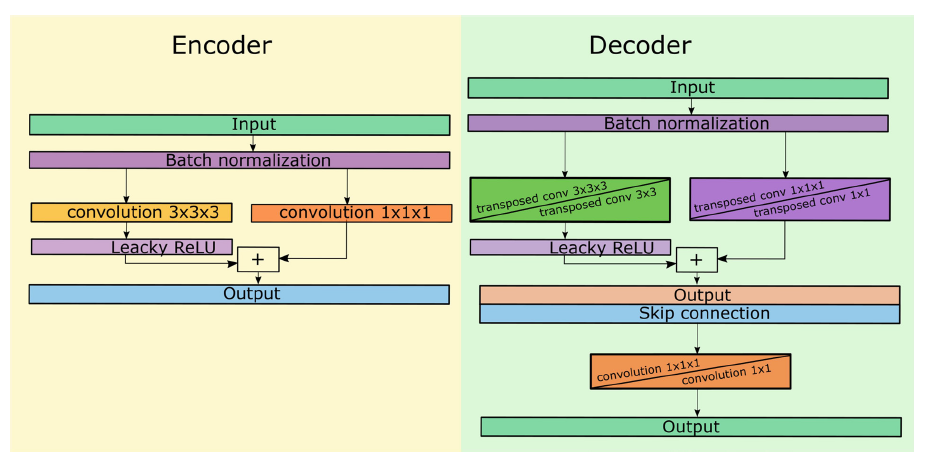 Encoder
Input
Batch normalization
convolution 3x3x3
convolution 1x1x1
Leacky ReLU
+
Output
Decoder
Input
Batch normalization
transposed conv 3x3x3
transposed conv 3x3
transposed conv 1x1x1
transposed conv 1x1
Leacky ReLU
+
Output
Skip connection
convolution 1x1x1
convolution 1x1
Output